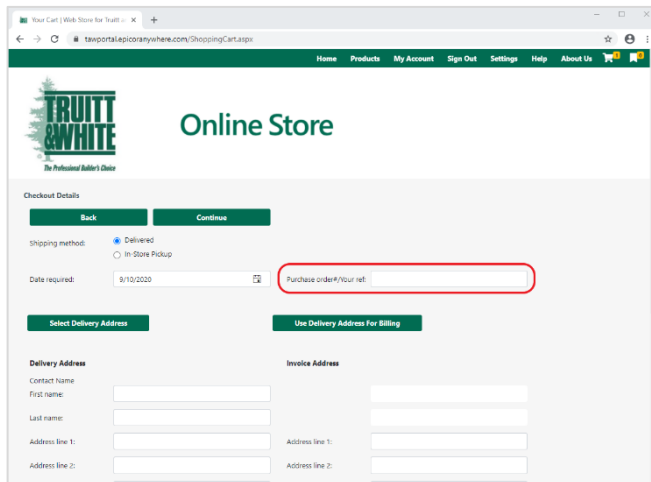 Your Cart | Web Store for Truitt
tawportal.epicoranywhere.com/ShoppingCart.aspx
Home Products My Account Sign Out Settings Help About Us
TRUITT
&WHITE
The Professional Builder's Choice
Online Store
Checkout Details
Back Continue
Shipping method: Delivered
In-Store Pickup
Date required: 9/10/2020 Purchase order#/Your ref:
Select Delivery Address Use Delivery Address For Billing
Delivery Address Invoice Address
Contact Name
First name:
Last name:
Address line 1: Address line 1:
Address line 2: Address line 2: